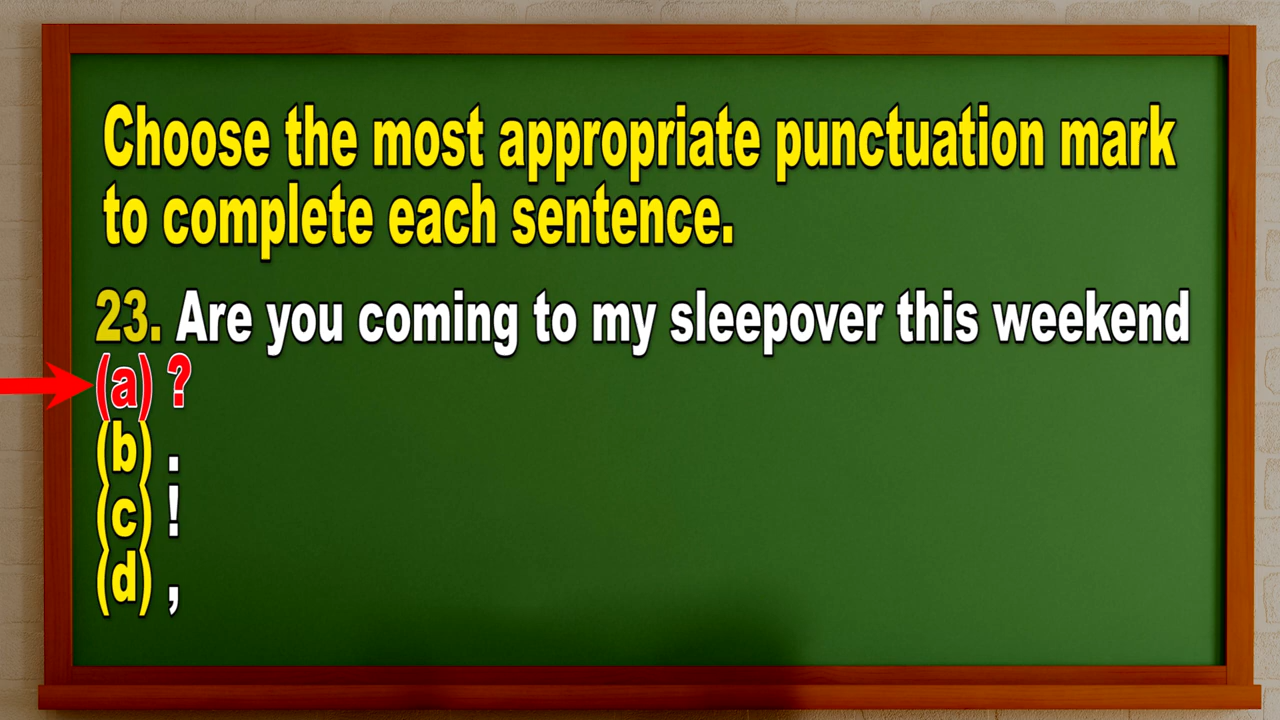 Choose the most appropriate punctuation mark
to complete each sentence.
23. Are you coming to my sleepover this weekend
(a) ?
(b) .
(c) !
(d) ,